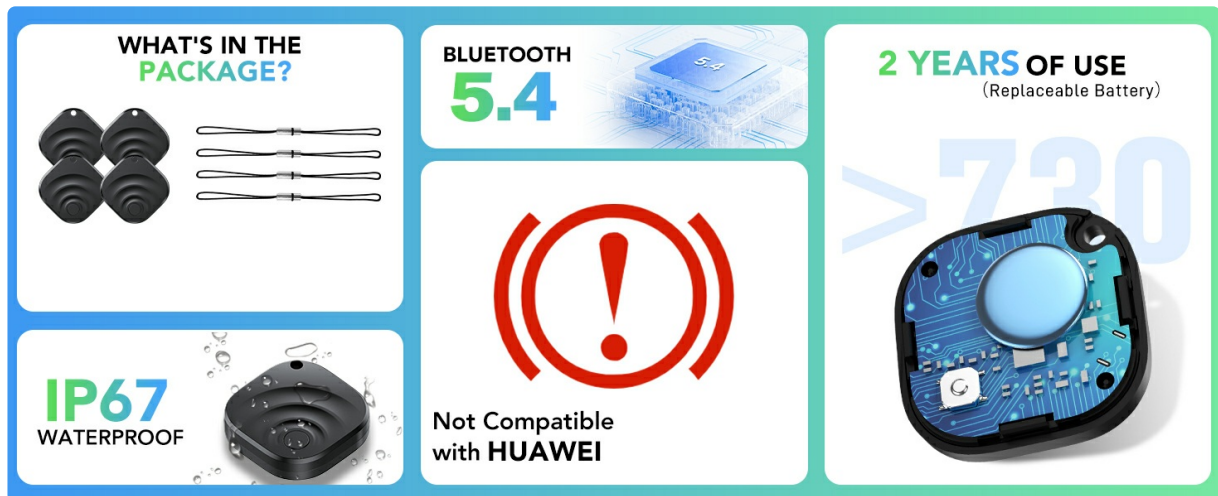 WHAT'S IN THE
PACKAGE?
IP67
WATERPROOF
BLUETOOTH
5.4
5.4
Not Compatible
with HUAWEI
2 YEARS OF USE
(Replaceable Battery)
>730